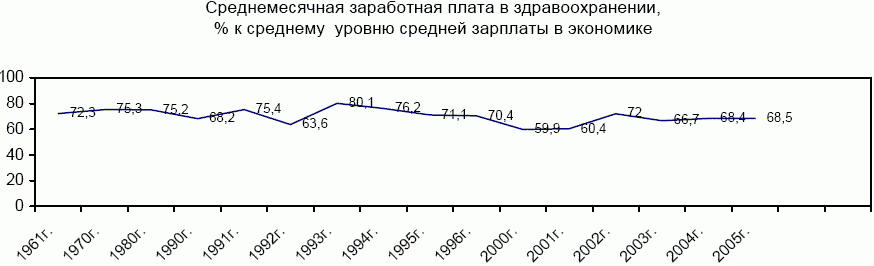 Среднемесячная заработная плата в здравоохранении,
% к среднему уровню средней зарплаты в экономике
100
80
60
40
20
0
72,3
75,3
75,2
68,2
75,4
63,6
80,1
76,2
71,1
70,4
59,9
60,4
72
66,7
68,4
68,5
1961г.
1970г.
1980г.
1990г.
1991г.
1992г.
1993г.
1994г.
1995г.
1996г.
2000г.
2001г.
2002г.
2003г.
2004г.
2005г.